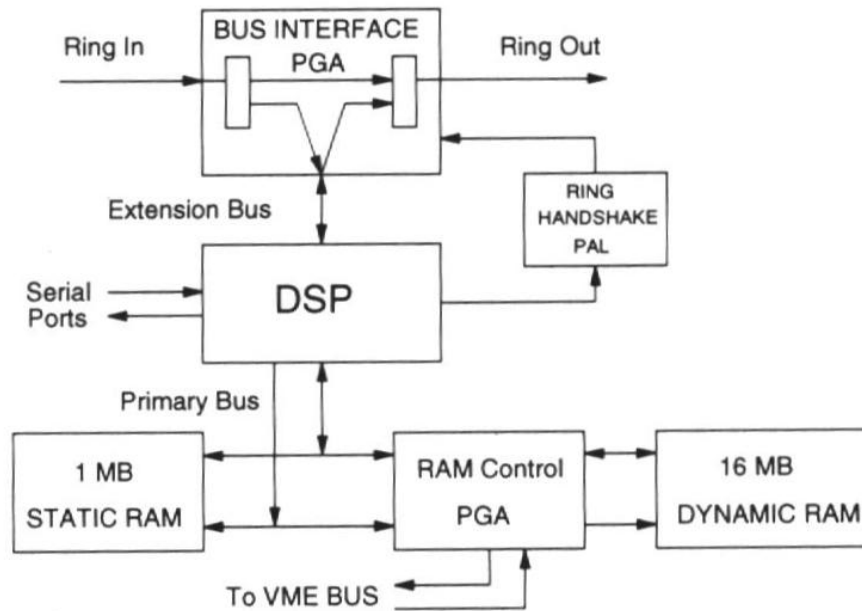 BUS INTERFACE
PGA
Ring In
Ring Out
RING
HANDSHAKE
PAL
Extension Bus
DSP
Serial
Ports
Primary Bus
1 MB
STATIC RAM
RAM Control
PGA
16 MB
DYNAMIC RAM
To VME BUS